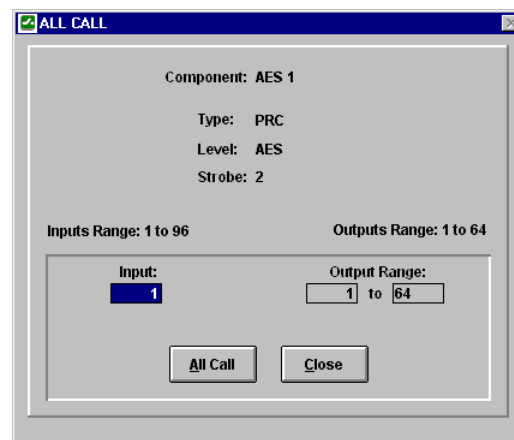 ALL CALL
Component: AES 1
Type: PRC
Level: AES
Strobe: 2
Inputs Range: 1 to 96 Outputs Range: 1 to 64
Input: Output Range:
1 1 to 64
All Call Close